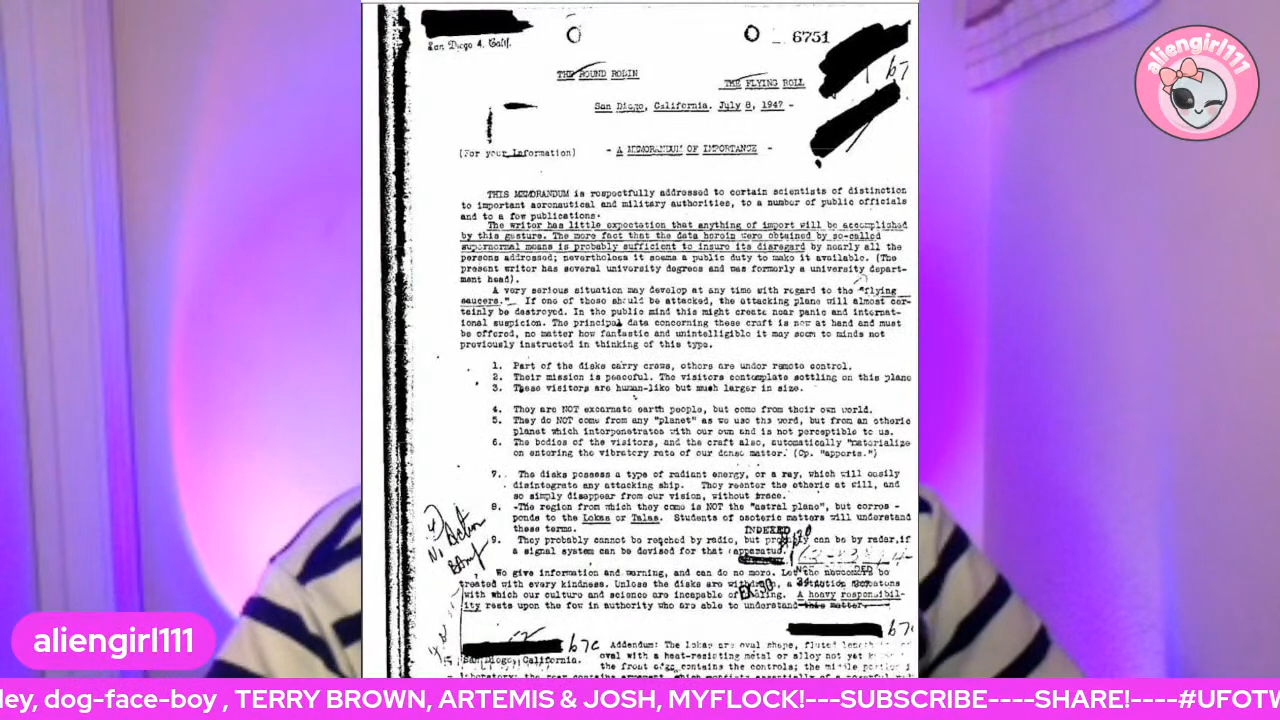 San Diego 4. Calif.
6751
THE ROUND ROBIN
THE FLYING ROLL
San Diego, California. July 8, 1947 -
(For your Information)
- A MEMORANDUM OF IMPORTANCE -
THIS MEMORANDUM is respectfully addressed to certain scientists of distinction
to important aeronautical and military authorities, to a number of public officials
and to a few publications.
The writer has little expectation that anything of import will be accomplished
by this gesture. The more fact that the data herein were obtained by so-called
supernormal means is probably sufficient to insure its disregard by nearly all the
persons addressed; nevertheless it seems a public duty to make it available. (The
present writer has several university degrees and was formerly a university depart-
ment head).
A very serious situation may develop at any time with regard to the "flying
saucers." If one of these should be attacked, the attacking plane will almost cer-
tainly be destroyed. In the public mind this might create near panic and internat-
ional suspicion. The principal data concerning these craft is now at hand and must
be offered, no matter how fantastic and unintelligible it may seem to minds not
previously instructed in thinking of this type.
1. Part of the disks carry crews, others are under remote control.
2. Their mission is peaceful. The visitors contemplate settling on this plane
3. These visitors are human-like but much larger in size.
4. They are NOT excarnate earth people, but come from their own world.
5. They do NOT come from any "planet" as we use the word, but from an etheric
planet which interpenetrates with our own and is not perceptible to us.
6. The bodies of the visitors, and the craft also, automatically "materialize
on entering the vibratory rate of our dense matter. (Cp. "apports.")
7. The disks possess a type of radiant energy, or a ray, which will easily
disintegrate any attacking ship. They reenter the etheric at will, and
so simply disappear from our vision, without trace.
8. -The region from which they come is NOT the "astral plane", but corres -
ponds to the Lokas or Talas. Students of esoteric matters will understand
these terms.
INDEXED
9. They probably cannot be reached by radio, but probably can be by radar, if
a signal system can be devised for that apparatus.
We give information and warning, and can do no more. Let the newcomers be
treated with every kindness. Unless the disks are
with which our culture and science are incapable of dealing. A heavy responsibil-
ity rests upon the few in authority who are able to understand this matter.
b7C
San Diego, California.
Addendum: The Lokas are oval shape, fluted length
oval with a heat-resisting metal or alloy not yet
the front edge contains the controls; the middle portion
aliengirl111
aliengirl111
ley, dog-face-boy , TERRY BROWN, ARTEMIS & JOSH, MYFLOCK!---SUBSCRIBE----SHARE!----#UFOTW